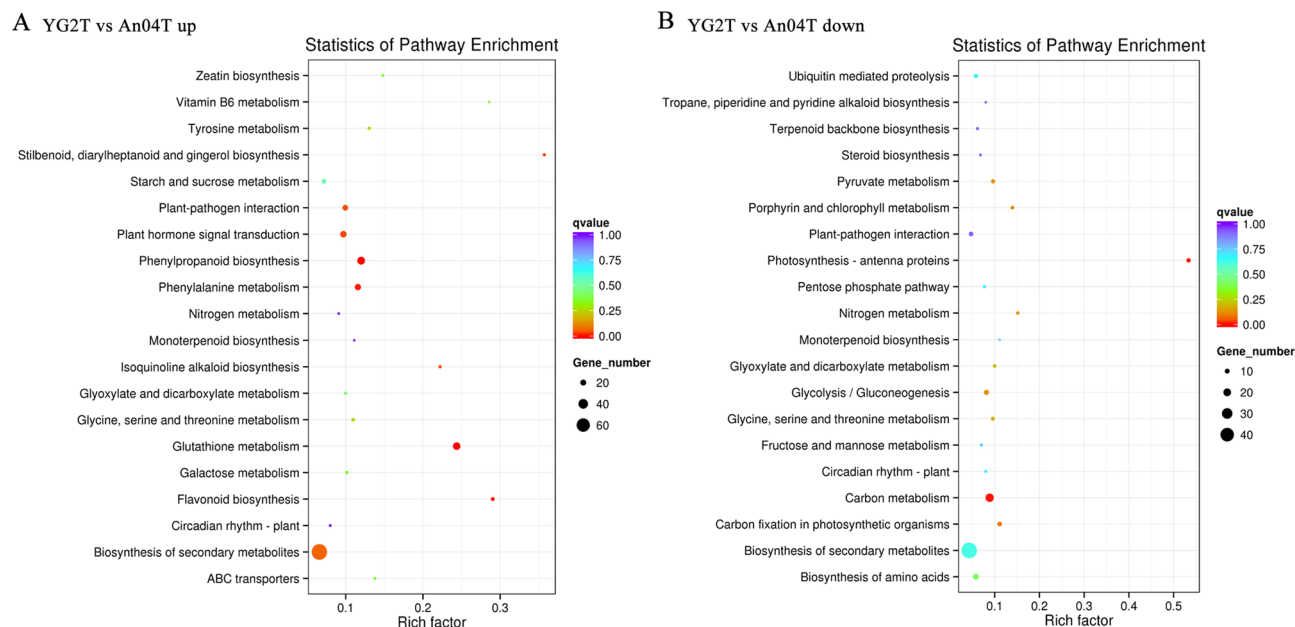 A YG2T vs An04T up
Statistics of Pathway Enrichment
Zeatin biosynthesis
Vitamin B6 metabolism
Tyrosine metabolism
Stilbenoid, diarylheptanoid and gingerol biosynthesis
Starch and sucrose metabolism
Plant-pathogen interaction
Plant hormone signal transduction
Phenylpropanoid biosynthesis
Phenylalanine metabolism
Nitrogen metabolism
Monoterpenoid biosynthesis
Isoquinoline alkaloid biosynthesis
Glyoxylate and dicarboxylate metabolism
Glycine, serine and threonine metabolism
Glutathione metabolism
Galactose metabolism
Flavonoid biosynthesis
Circadian rhythm - plant
Biosynthesis of secondary metabolites
ABC transporters
0.1 0.2 0.3
Rich factor
qvalue
1.00
0.75
0.50
0.25
0.00
Gene_number
20
40
60
B YG2T vs An04T down
Statistics of Pathway Enrichment
Ubiquitin mediated proteolysis
Tropane, piperidine and pyridine alkaloid biosynthesis
Terpenoid backbone biosynthesis
Steroid biosynthesis
Pyruvate metabolism
Porphyrin and chlorophyll metabolism
Plant-pathogen interaction
Photosynthesis - antenna proteins
Pentose phosphate pathway
Nitrogen metabolism
Monoterpenoid biosynthesis
Glyoxylate and dicarboxylate metabolism
Glycolysis / Gluconeogenesis
Glycine, serine and threonine metabolism
Fructose and mannose metabolism
Circadian rhythm - plant
Carbon metabolism
Carbon fixation in photosynthetic organisms
Biosynthesis of secondary metabolites
Biosynthesis of amino acids
0.1 0.2 0.3 0.4 0.5
Rich factor
qvalue
1.00
0.75
0.50
0.25
0.00
Gene_number
10
20
30
40